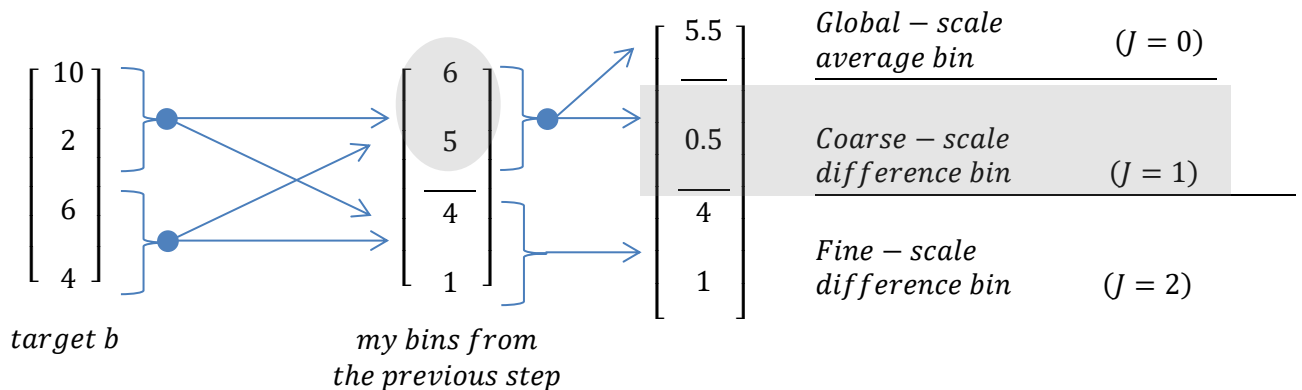 10
2
6
4
target b
6
5
4
1
my bins from
the previous step
5.5
0.5
4
1
Global − scale
average bin (J = 0)
Coarse − scale
difference bin (J = 1)
Fine − scale
difference bin (J = 2)